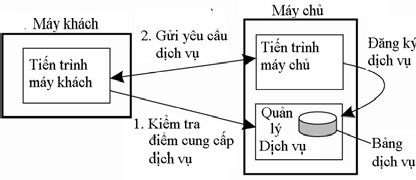 Máy khách
Tiến trình
máy khách
2. Gửi yêu cầu
dịch vụ
1. Kiểm tra
điểm cung cấp
dịch vụ
Máy chủ
Tiến trình
máy chủ
Đăng ký
dịch vụ
Quản
lý
Dịch vụ
Bảng
dịch vụ